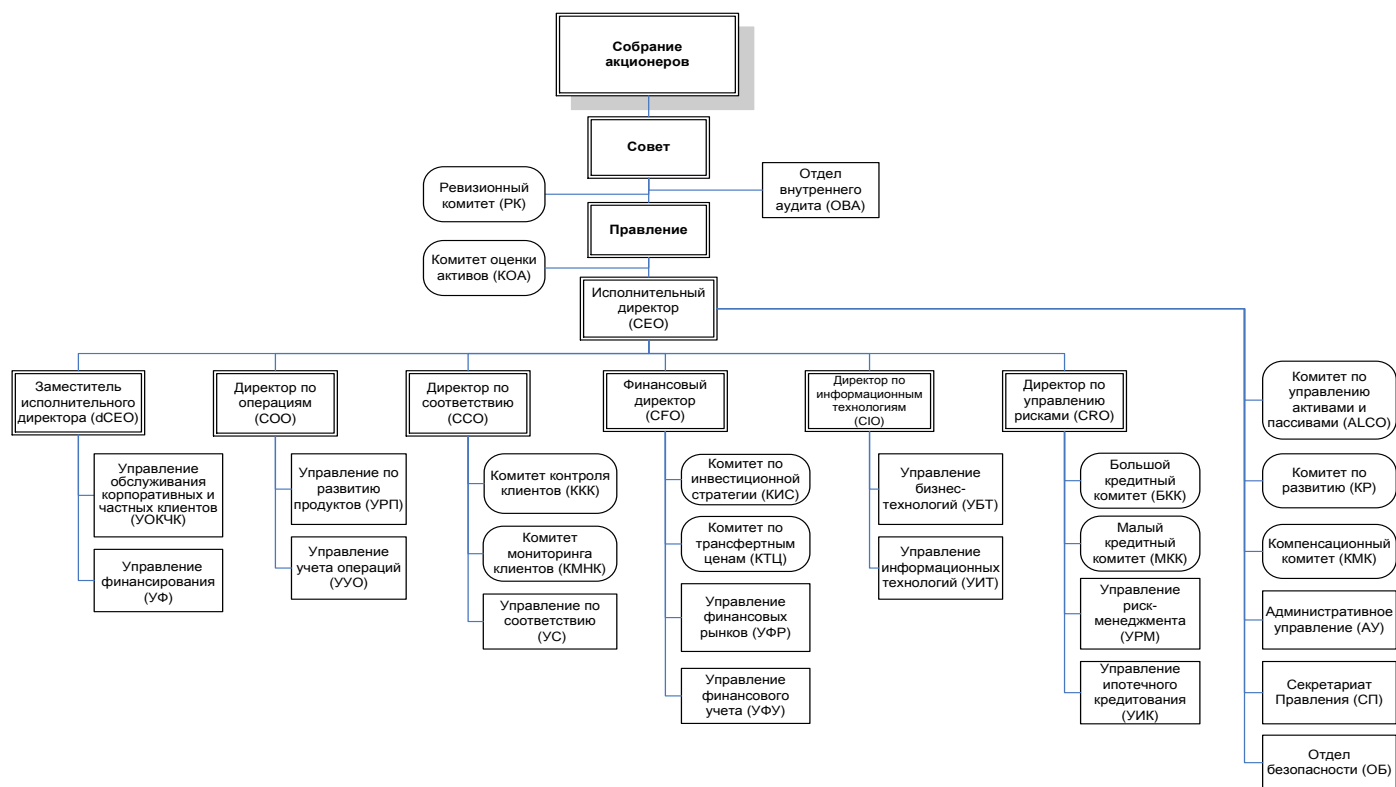 Собрание
акционеров
Совет
Ревизионный
комитет (РК)
Отдел
внутреннего
аудита (ОВА)
Правление
Комитет оценки
активов (КОА)
Исполнительный
директор
(CEO)
Заместитель
исполнительного
директора (dCEO)
Управление
обслуживания
корпоративных и
частных клиентов
(УОКЧК)
Управление
финансирования
(УФ)
Директор по
операциям
(COO)
Управление по
развитию
продуктов (УРП)
Управление
учета операций
(УУО)
Директор по
соответствию
(CCO)
Комитет контроля
клиентов (ККК)
Комитет
мониторинга
клиентов (КМНК)
Управление по
соответствию
(УС)
Финансовый
директор
(CFO)
Комитет по
инвестиционной
стратегии (КИС)
Комитет по
трансфертным
ценам (КТЦ)
Управление
финансовых
рынков (УФР)
Управление
финансового
учета (УФУ)
Директор по
информационным
технологиям
(CIO)
Управление
бизнес-
технологий (УБТ)
Управление
информационных
технологий (УИТ)
Директор по
управлению
рисками (CRO)
Большой
кредитный
комитет (БКК)
Малый
кредитный
комитет (МКК)
Управление
риск-
менеджмента
(УРМ)
Управление
ипотечного
кредитования
(УИК)
Комитет по
управлению
активами и
пассивами (ALCO)
Комитет по
развитию (КР)
Компенсационный
комитет (КМК)
Административное
управление (АУ)
Секретариат
Правления (СП)
Отдел
безопасности (ОБ)